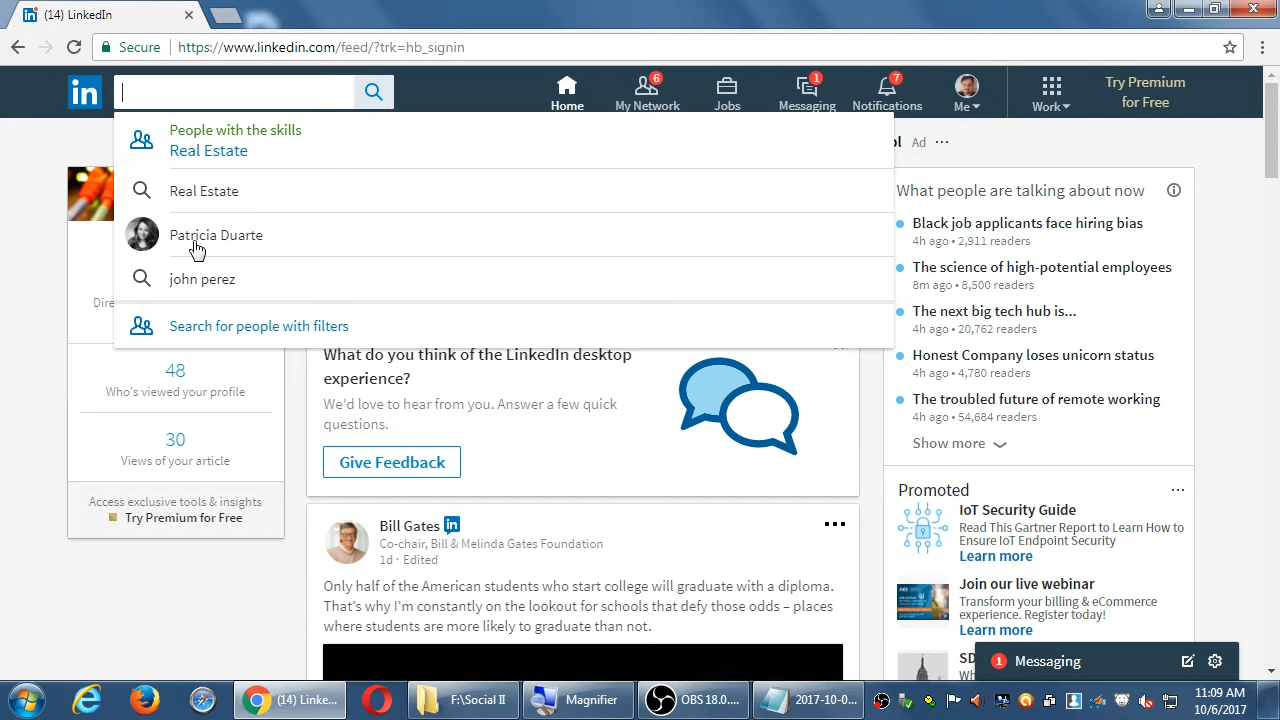 (14) LinkedIn
Secure
https://www.linkedin.com/feed/?trk=hb_signin
in
Home
6
My Network
Jobs
1
Messaging
7
Notifications
Me
Work
Try Premium
for Free
People with the skills
Real Estate
Real Estate
Patricia Duarte
john perez
Search for people with filters
48
Who's viewed your profile
30
Views of your article
Access exclusive tools & insights
Try Premium for Free
What do you think of the LinkedIn desktop
experience?
We'd love to hear from you. Answer a few quick
questions.
Give Feedback
Bill Gates in
Co-chair, Bill & Melinda Gates Foundation
1d • Edited
Only half of the American students who start college will graduate with a diploma.
That's why I'm constantly on the lookout for schools that defy those odds – places
where students are more likely to graduate than not.
Ad
What people are talking about now
Black job applicants face hiring bias
4h ago • 2,911 readers
The science of high-potential employees
8m ago • 8,500 readers
The next big tech hub is...
4h ago • 20,762 readers
Honest Company loses unicorn status
4h ago • 4,780 readers
The troubled future of remote working
4h ago • 54,684 readers
Show more
Promoted
IoT Security Guide
Read This Gartner Report to Learn How to
Ensure IoT Endpoint Security
Learn more
Join our live webinar
Transform your billing & eCommerce
experience. Register today!
Learn more
1 Messaging
(14) Linke...
F:\Social II
Magnifier
OBS 18.0....
2017-10-0...
11:09 AM
10/6/2017